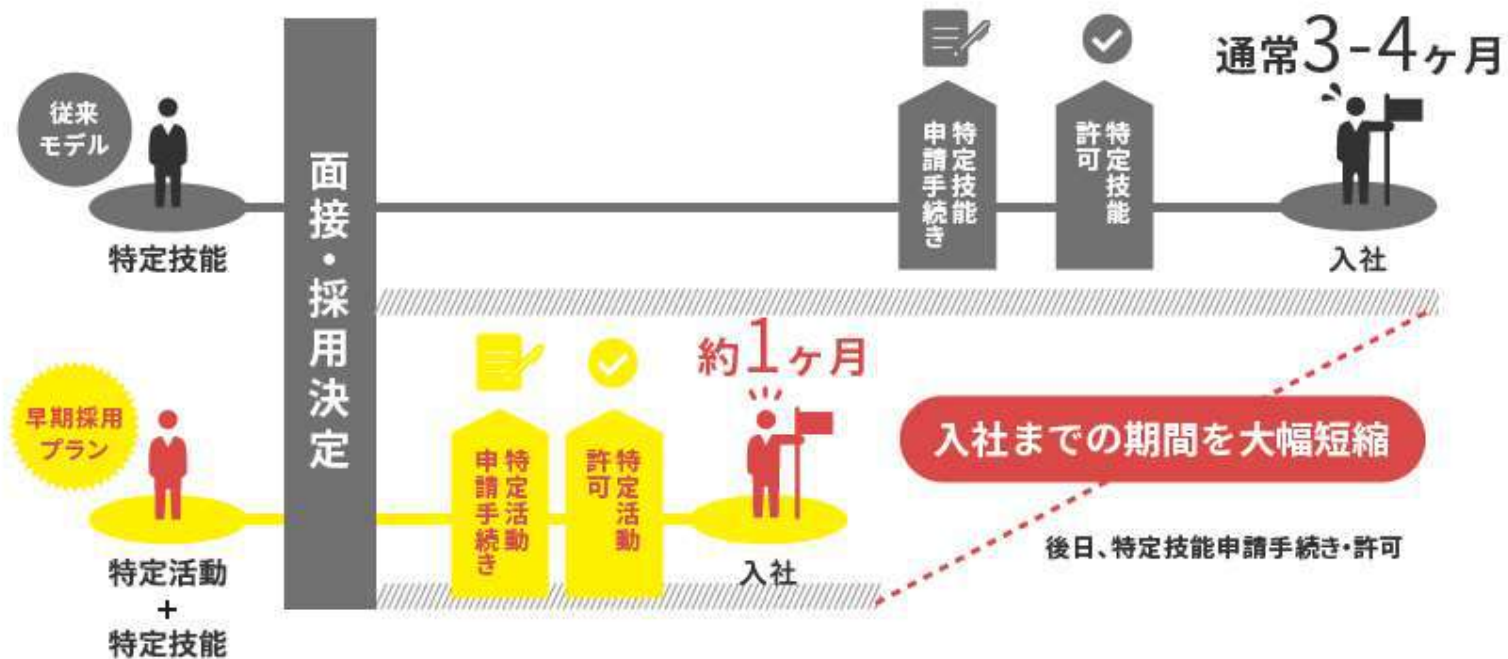 従来
モデル
特定技能
面接・採用決定
特定技能
申請手続き
特定技能
許可
通常3-4ヶ月
入社
早期採用
プラン
特定活動
+
特定技能
特定活動
申請手続き
特定活動
許可
約1ヶ月
入社
入社までの期間を大幅短縮
後日、特定技能申請手続き・許可